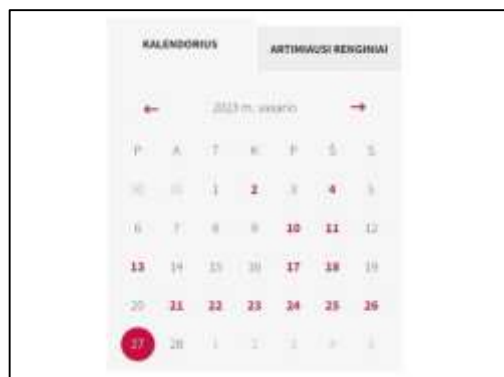 KALENDORIUS
ARTIMIAUSI RENGINIAI
← 2023 m. vasario →
P A T K P Š S
30 31 1 2 3 4 5
6 7 8 9 10 11 12
13 14 15 16 17 18 19
20 21 22 23 24 25 26
27 28 1 2 3 4 5